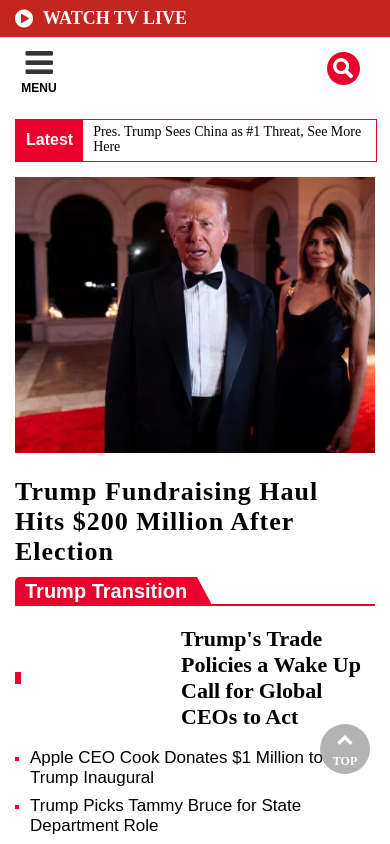 WATCH TV LIVE
MENU
Latest
Pres. Trump Sees China as #1 Threat, See More
Here
Trump Fundraising Haul
Hits $200 Million After
Election
Trump Transition
Trump's Trade
Policies a Wake Up
Call for Global
CEOs to Act
Apple CEO Cook Donates $1 Million to
Trump Inaugural
TOP
Trump Picks Tammy Bruce for State
Department Role